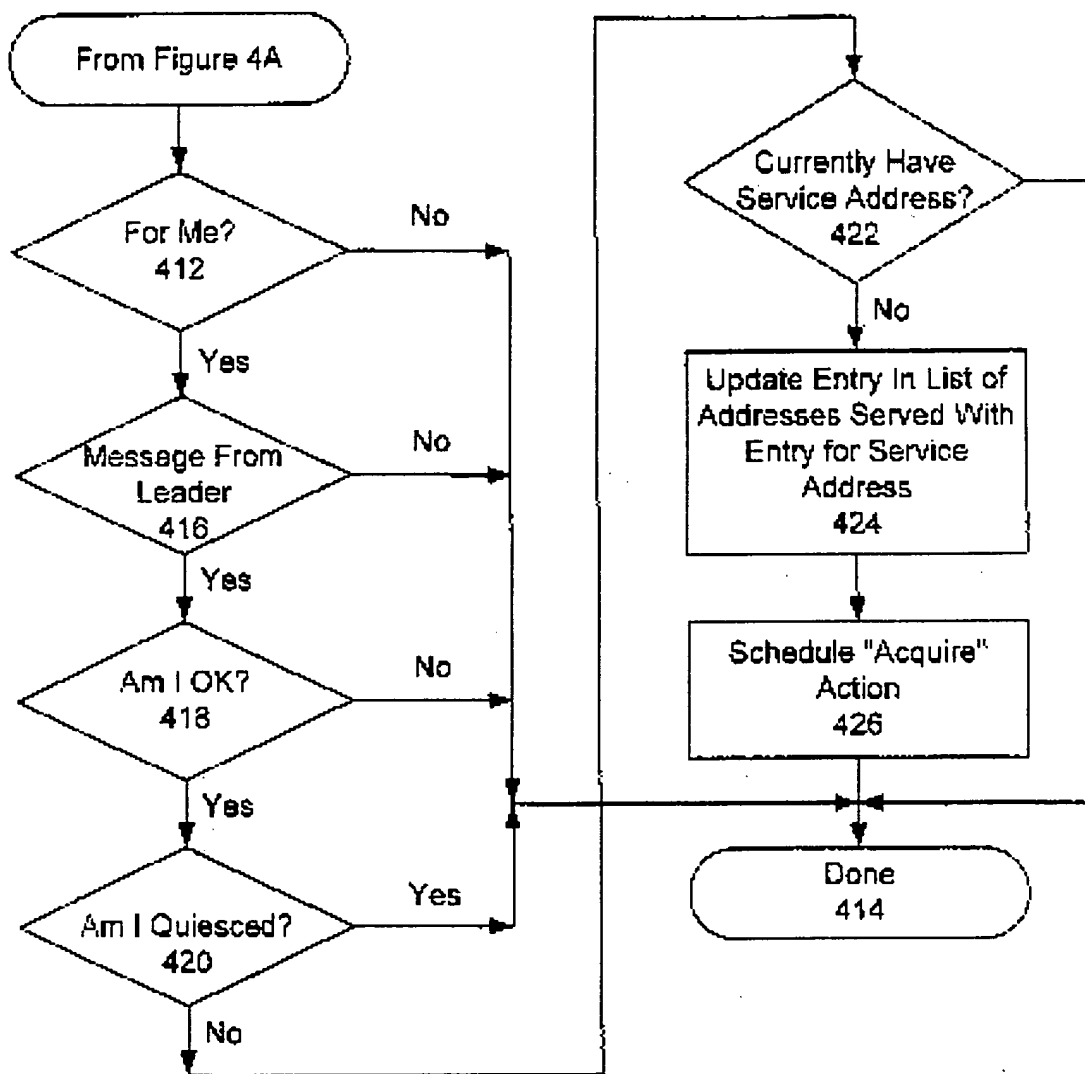 From Figure 4A
For Me?
412
No
Yes
Message From
Leader
416
No
Yes
Am I OK?
418
No
Yes
Am I Quiesced?
420
Yes
No
Currently Have
Service Address?
422
No
Update Entry In List of
Addresses Served With
Entry for Service
Address
424
Schedule "Acquire"
Action
426
Done
414